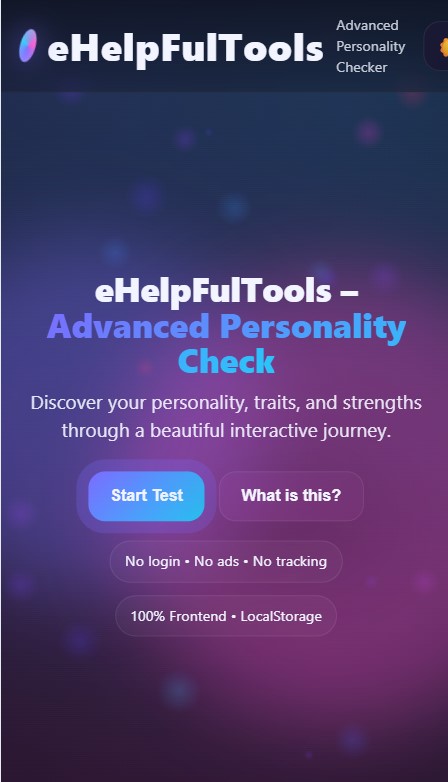 eHelpFulTools
Advanced
Personality
Checker
eHelpFulTools –
Advanced Personality
Check
Discover your personality, traits, and strengths
through a beautiful interactive journey.
Start Test
What is this?
No login • No ads • No tracking
100% Frontend • LocalStorage